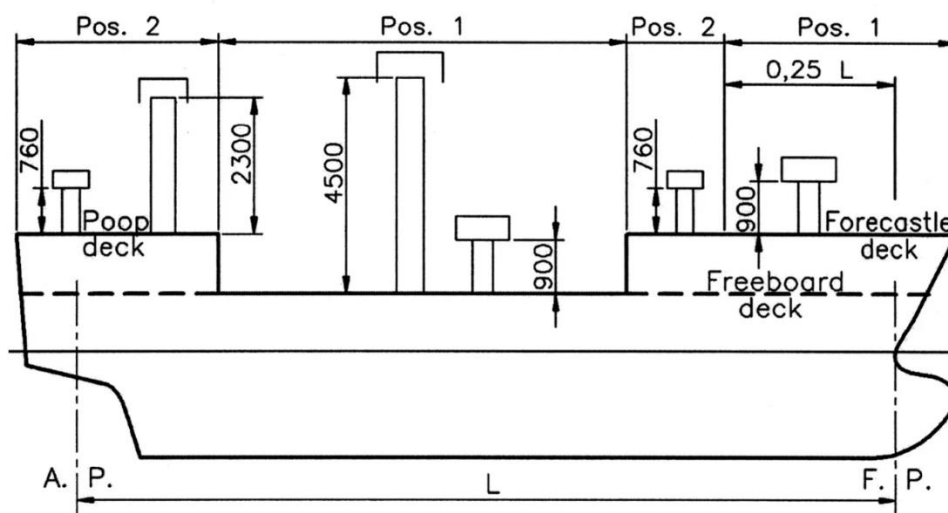 Pos. 2
Pos. 1
Pos. 2
Pos. 1
0,25 L
760
2300
4500
900
760
900
Poop
deck
Forecastle
deck
Freeboard
deck
A. P.
L
F. P.